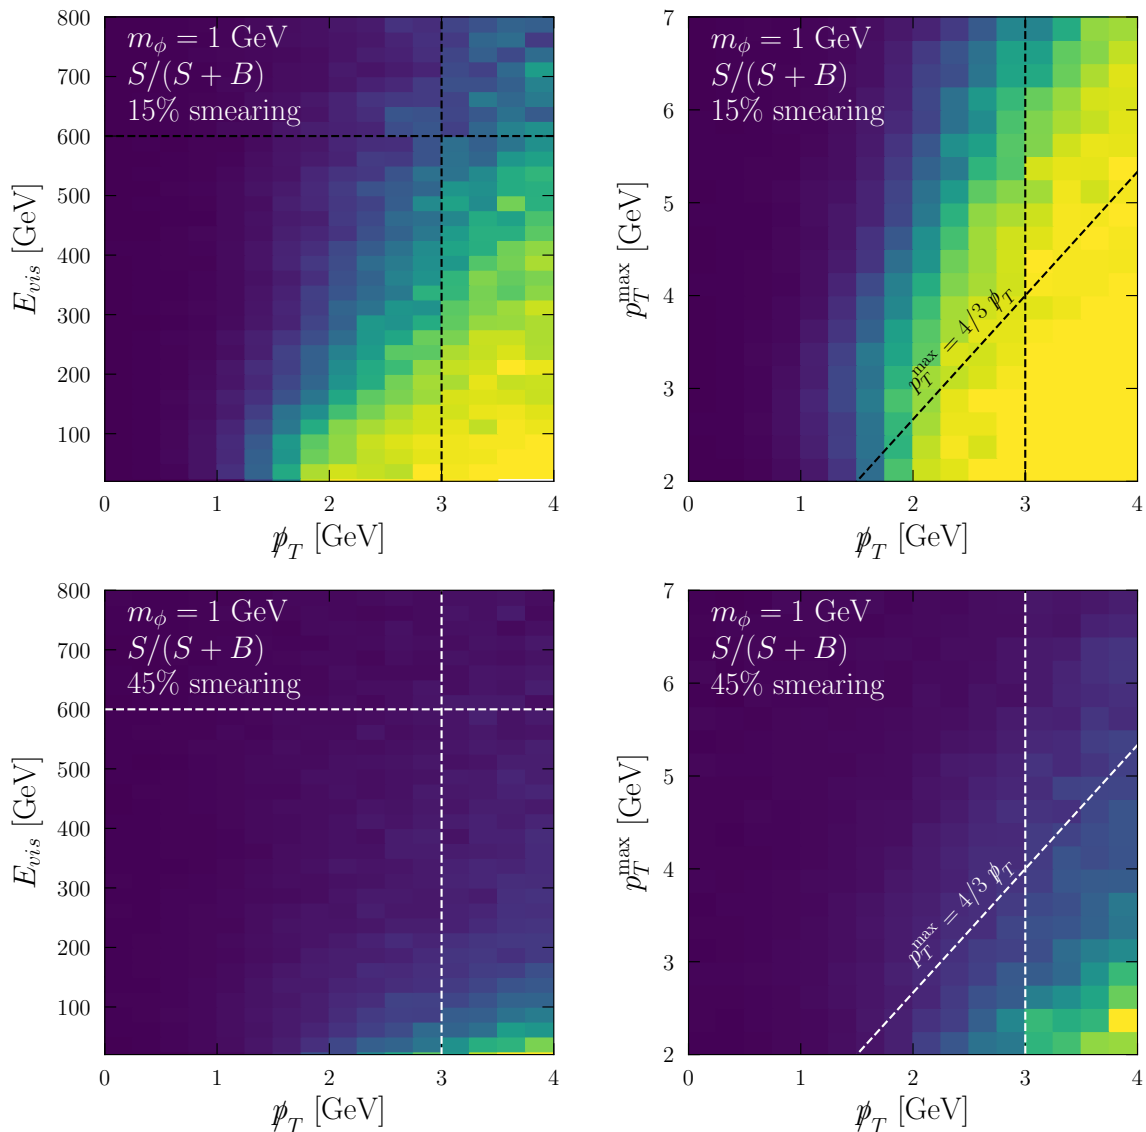 800
700
600
500
400
300
200
100
E_vis [GeV]
m_ϕ = 1 GeV
S/(S + B)
15% smearing
0 1 2 3 4
p̸_T [GeV]
7
6
5
4
3
2
p_T^max [GeV]
m_ϕ = 1 GeV
S/(S + B)
15% smearing
p_T^max = 4/3 p̸_T
0 1 2 3 4
p̸_T [GeV]
800
700
600
500
400
300
200
100
E_vis [GeV]
m_ϕ = 1 GeV
S/(S + B)
45% smearing
0 1 2 3 4
p̸_T [GeV]
7
6
5
4
3
2
p_T^max [GeV]
m_ϕ = 1 GeV
S/(S + B)
45% smearing
p_T^max = 4/3 p̸_T
0 1 2 3 4
p̸_T [GeV]